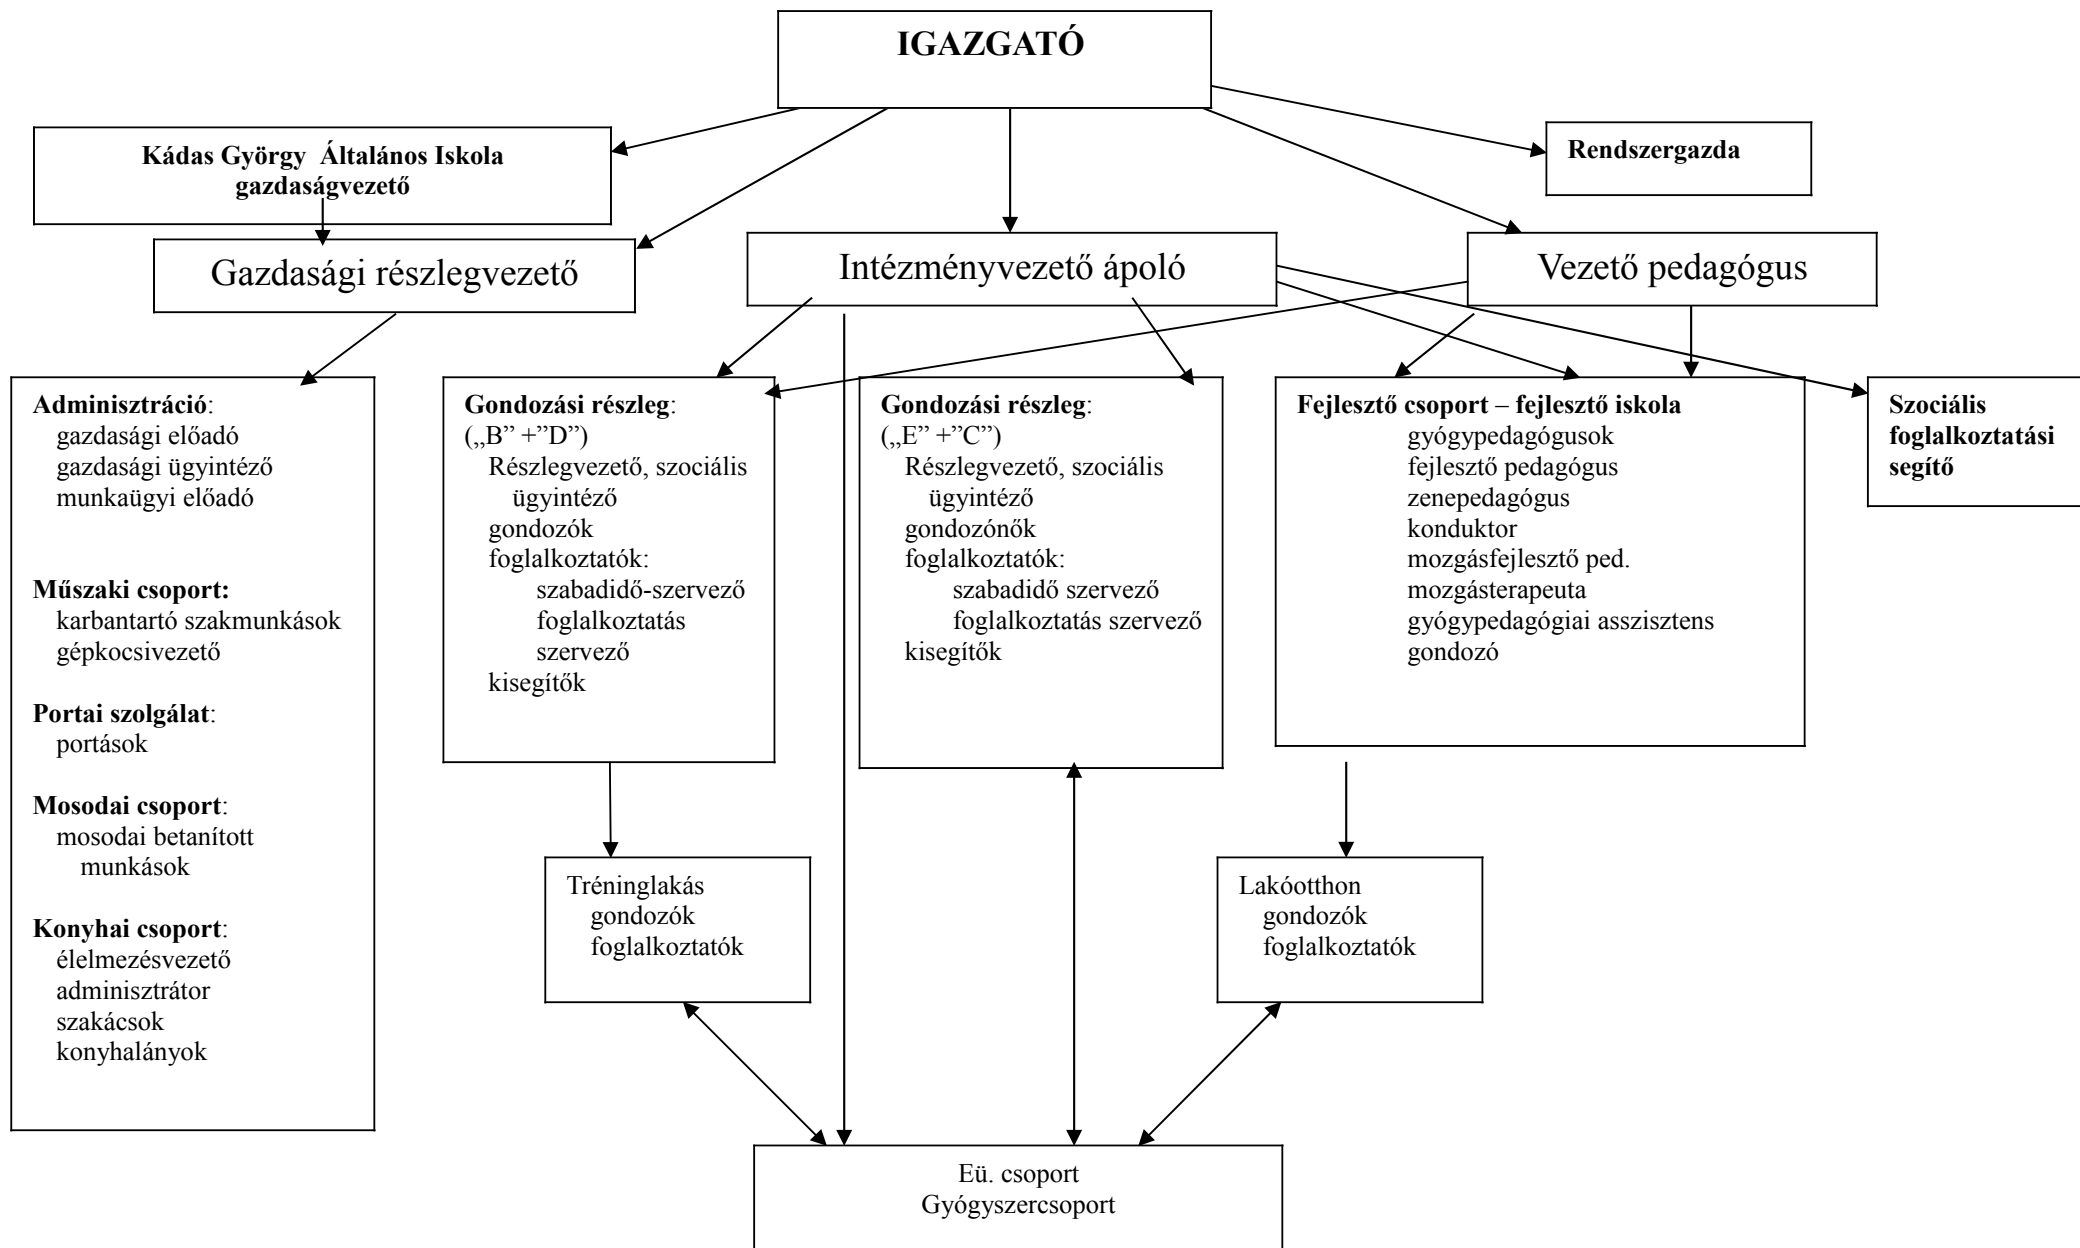 IGAZGATÓ
Kádas György Általános Iskola
gazdaságvezető
Rendszergazda
Gazdasági részlegvezető
Intézményvezető ápoló
Vezető pedagógus
Adminisztráció:
gazdasági előadó
gazdasági ügyintéző
munkaügyi előadó
Műszaki csoport:
karbantartó szakmunkások
gépkocsivezető
Portai szolgálat:
portások
Mosodai csoport:
mosodai betanított
munkások
Konyhai csoport:
élelmezésvezető
adminisztrátor
szakácsok
konyhalányok
Gondozási részleg:
(„B” +”D”)
Részlegvezető, szociális
ügyintéző
gondozók
foglalkoztatók:
szabadidő-szervező
foglalkoztatás
szervező
kisegítők
Gondozási részleg:
(„E” +”C”)
Részlegvezető, szociális
ügyintéző
gondozónők
foglalkoztatók:
szabadidő szervező
foglalkoztatás szervező
kisegítők
Fejlesztő csoport – fejlesztő iskola
gyógypedagógusok
fejlesztő pedagógus
zenepedagógus
konduktor
mozgásfejlesztő ped.
mozgásterapeuta
gyógypedagógiai asszisztens
gondozó
Szociális
foglalkoztatási
segítő
Tréninglakás
gondozók
foglalkoztatók
Lakóotthon
gondozók
foglalkoztatók
Eü. csoport
Gyógyszercsoport